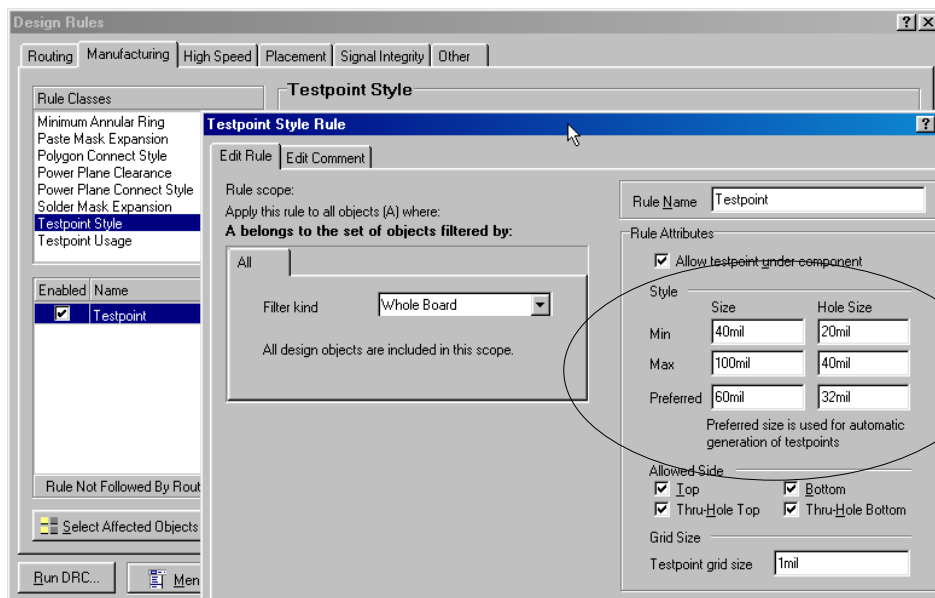 Design Rules
Routing Manufacturing High Speed Placement Signal Integrity Other
Rule Classes
Minimum Annular Ring
Paste Mask Expansion
Polygon Connect Style
Power Plane Clearance
Power Plane Connect Style
Solder Mask Expansion
Testpoint Style
Testpoint Usage
Testpoint Style
Enabled Name
Testpoint
Rule Not Followed By Rout
Select Affected Objects
Run DRC... Men
Testpoint Style Rule
Edit Rule Edit Comment
Rule scope:
Apply this rule to all objects (A) where:
A belongs to the set of objects filtered by:
All
Filter kind Whole Board
All design objects are included in this scope.
Rule Name Testpoint
Rule Attributes
Allow testpoint under component
Style
Size Hole Size
Min 40mil 20mil
Max 100mil 40mil
Preferred 60mil 32mil
Preferred size is used for automatic
generation of testpoints
Allowed Side
Top Bottom
Thru-Hole Top Thru-Hole Bottom
Grid Size
Testpoint grid size 1mil